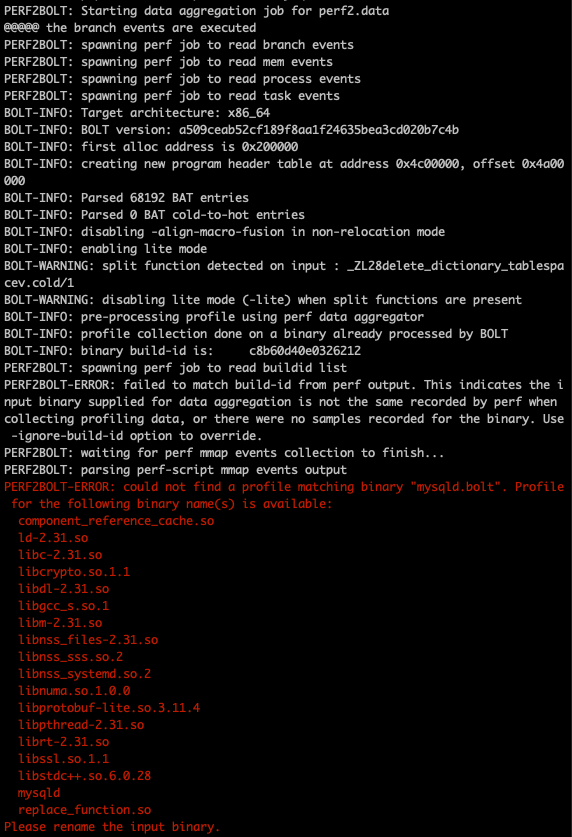 PERF2BOLT: Starting data aggregation job for perf2.data
@@@@@ the branch events are executed
PERF2BOLT: spawning perf job to read branch events
PERF2BOLT: spawning perf job to read mem events
PERF2BOLT: spawning perf job to read process events
PERF2BOLT: spawning perf job to read task events
BOLT-INFO: Target architecture: x86_64
BOLT-INFO: BOLT version: a509ceab52cf189f8aa1f24635bea3cd020b7c4b
BOLT-INFO: first alloc address is 0x200000
BOLT-INFO: creating new program header table at address 0x4c00000, offset 0x4a00
000
BOLT-INFO: Parsed 68192 BAT entries
BOLT-INFO: Parsed 0 BAT cold-to-hot entries
BOLT-INFO: disabling -align-macro-fusion in non-relocation mode
BOLT-INFO: enabling lite mode
BOLT-WARNING: split function detected on input : _ZL28delete_dictionary_tablespa
cev.cold/1
BOLT-WARNING: disabling lite mode (-lite) when split functions are present
BOLT-INFO: pre-processing profile using perf data aggregator
BOLT-INFO: profile collection done on a binary already processed by BOLT
BOLT-INFO: binary build-id is:     c8b60d40e0326212
PERF2BOLT: spawning perf job to read buildid list
PERF2BOLT-ERROR: failed to match build-id from perf output. This indicates the i
nput binary supplied for data aggregation is not the same recorded by perf when
collecting profiling data, or there were no samples recorded for the binary. Use
 -ignore-build-id option to override.
PERF2BOLT: waiting for perf mmap events collection to finish...
PERF2BOLT: parsing perf-script mmap events output
PERF2BOLT-ERROR: could not find a profile matching binary "mysqld.bolt". Profile
 for the following binary name(s) is available:
  component_reference_cache.so
  ld-2.31.so
  libc-2.31.so
  libcrypto.so.1.1
  libdl-2.31.so
  libgcc_s.so.1
  libm-2.31.so
  libnss_files-2.31.so
  libnss_sss.so.2
  libnss_systemd.so.2
  libnuma.so.1.0.0
  libprotobuf-lite.so.3.11.4
  libpthread-2.31.so
  librt-2.31.so
  libssl.so.1.1
  libstdc++.so.6.0.28
  mysqld
  replace_function.so
Please rename the input binary.